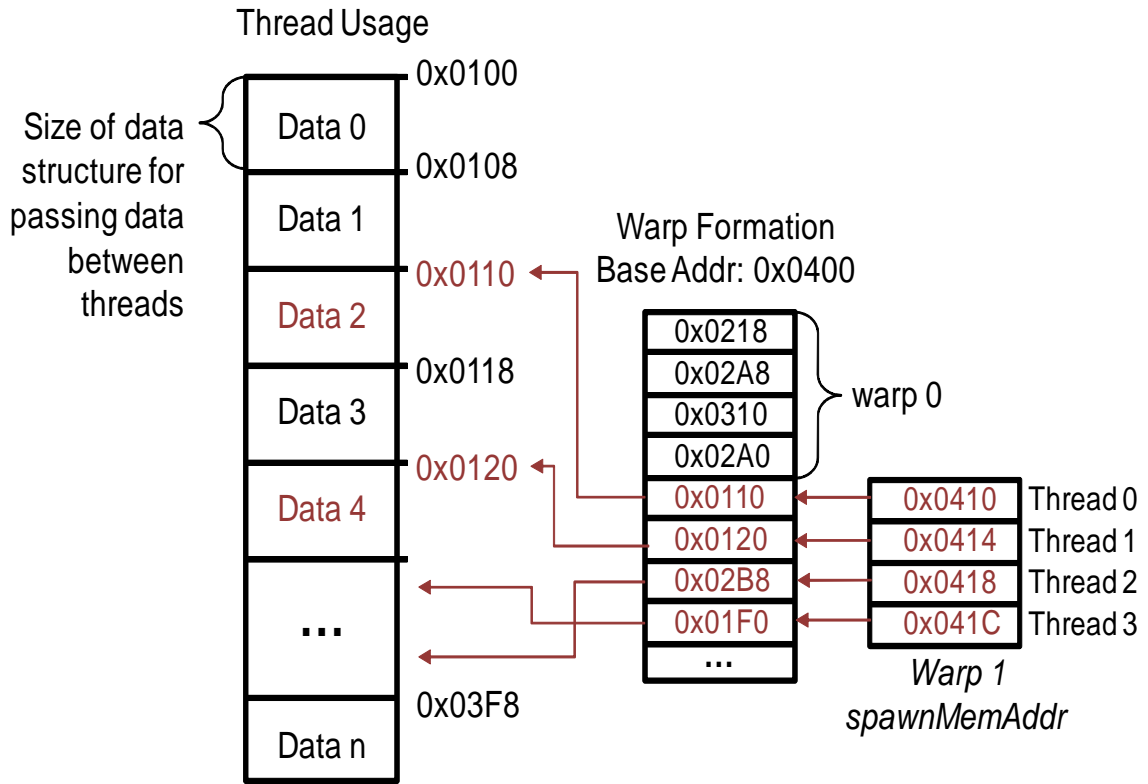 Thread Usage
0x0100
Size of data
structure for
passing data
between
threads
Data 0
0x0108
Data 1
0x0110
Data 2
0x0118
Data 3
0x0120
Data 4
...
0x03F8
Data n
Warp Formation
Base Addr: 0x0400
0x0218
0x02A8
0x0310
0x02A0
warp 0
0x0110
0x0120
0x02B8
0x01F0
...
0x0410 Thread 0
0x0414 Thread 1
0x0418 Thread 2
0x041C Thread 3
Warp 1
spawnMemAddr